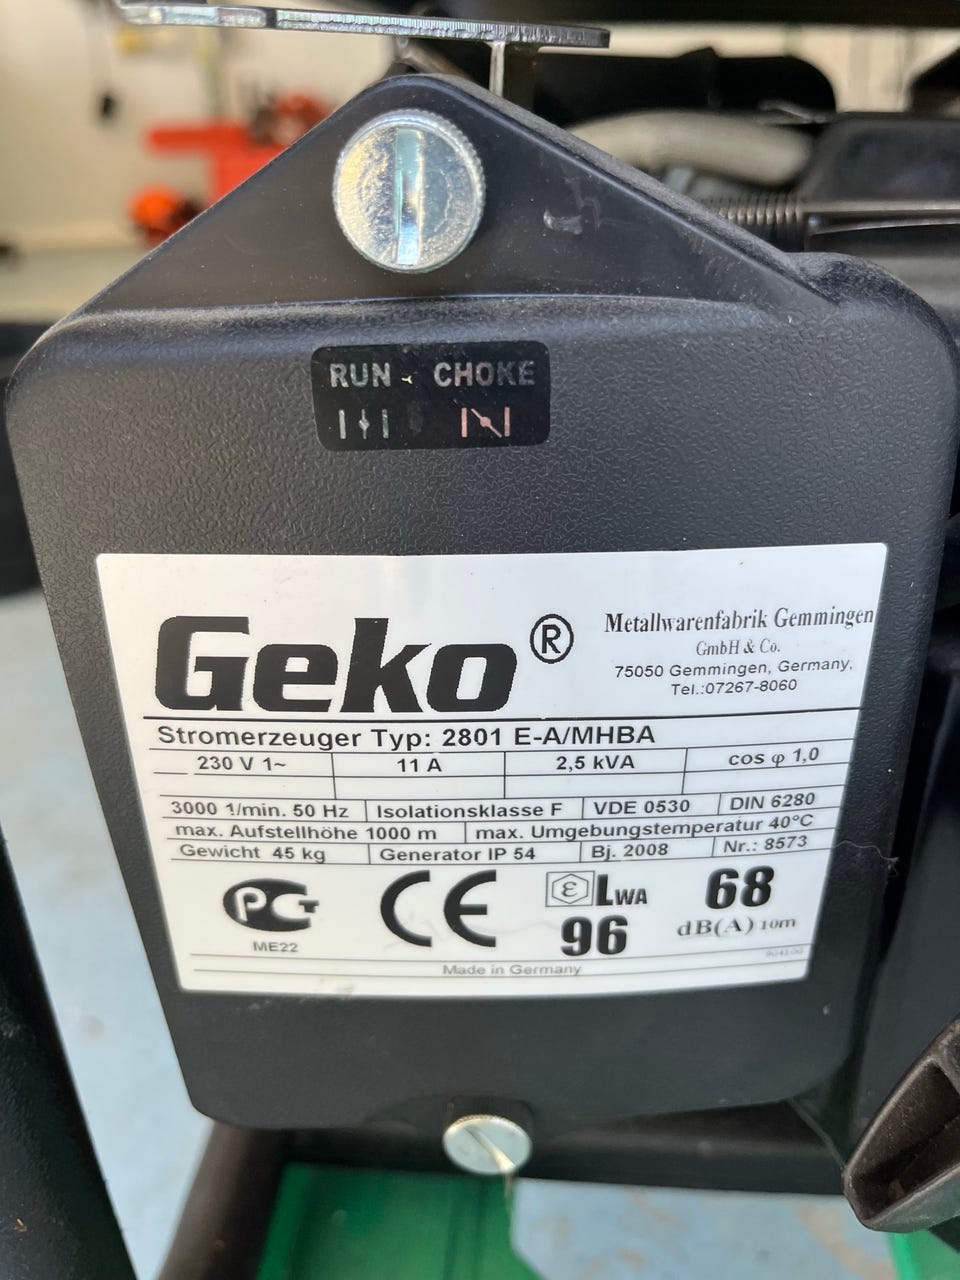 RUN CHOKE
Geko®
Metallwarenfabrik Gemmingen
GmbH & Co.
75050 Gemmingen, Germany,
Tel.:07267-8060
Stromerzeuger Typ: 2801 E-A/MHBA
230 V 1~ 11 A 2,5 kVA cos φ 1,0
3000 1/min. 50 Hz Isolationsklasse F VDE 0530 DIN 6280
max. Aufstellhöhe 1000 m max. Umgebungstemperatur 40°C
Gewicht 45 kg Generator IP 54 Bj. 2008 Nr.: 8573
PCT
ME22
CE
ε LWA
96
68
dB(A) 10m
Made in Germany